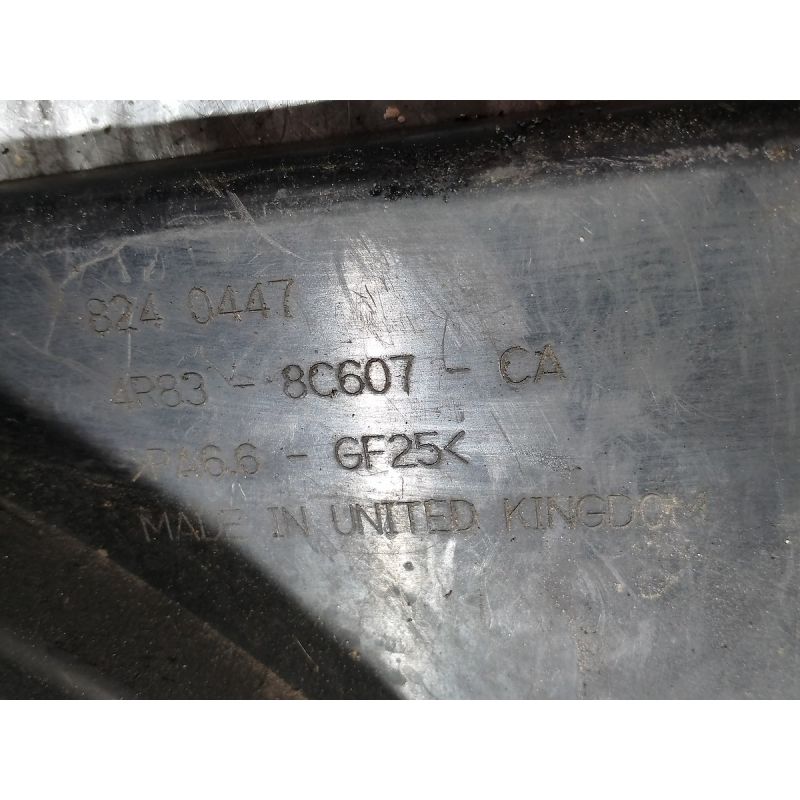 824 0447
4R83 - 8C607 - CA
>PA6.6 - GF25<
MADE IN UNITED KINGDOM